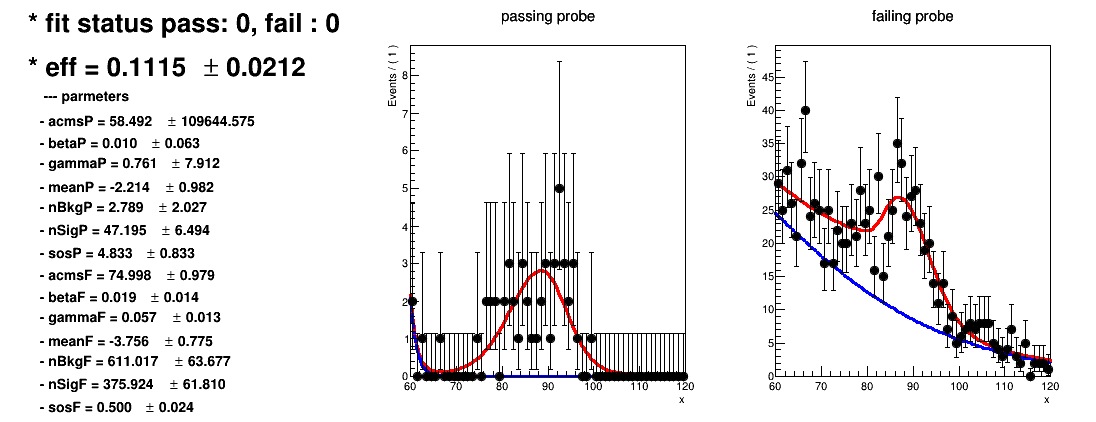 * fit status pass: 0, fail : 0
* eff = 0.1115 ± 0.0212
--- parmeters
- acmsP = 58.492 ± 109644.575
- betaP = 0.010 ± 0.063
- gammaP = 0.761 ± 7.912
- meanP = -2.214 ± 0.982
- nBkgP = 2.789 ± 2.027
- nSigP = 47.195 ± 6.494
- sosP = 4.833 ± 0.833
- acmsF = 74.998 ± 0.979
- betaF = 0.019 ± 0.014
- gammaF = 0.057 ± 0.013
- meanF = -3.756 ± 0.775
- nBkgF = 611.017 ± 63.677
- nSigF = 375.924 ± 61.810
- sosF = 0.500 ± 0.024
passing probe
Events / ( 1 )
8
7
6
5
4
3
2
1
0
60 70 80 90 100 110 120
x
failing probe
Events / ( 1 )
45
40
35
30
25
20
15
10
5
0
60 70 80 90 100 110 120
x